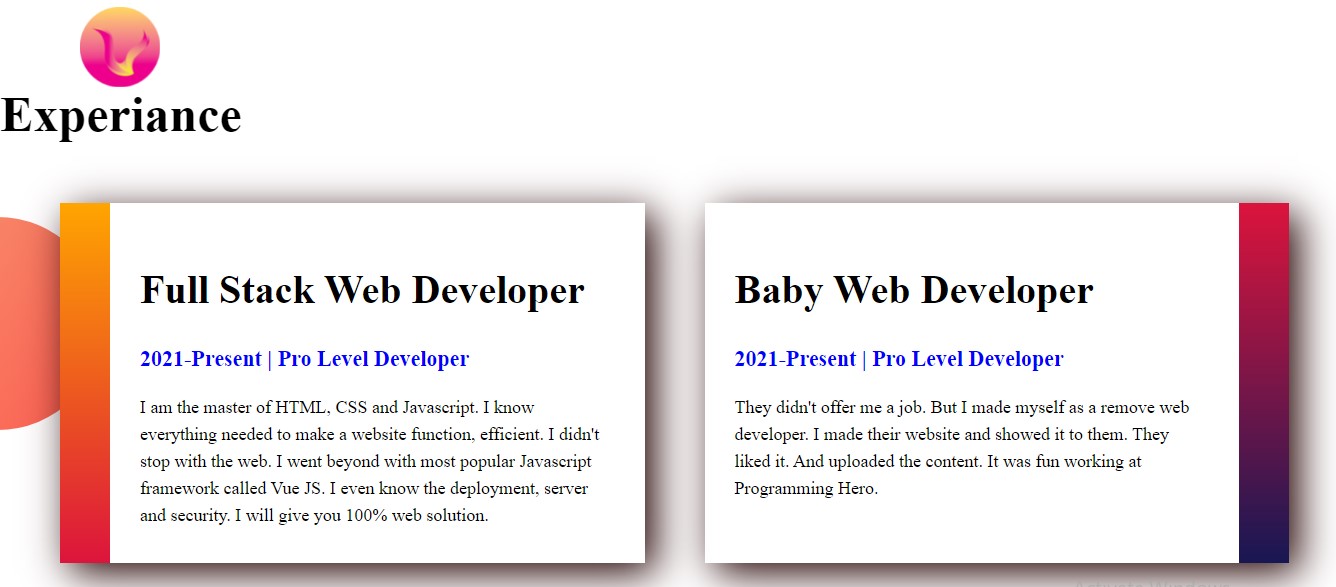 Experiance
Full Stack Web Developer
2021-Present | Pro Level Developer
I am the master of HTML, CSS and Javascript. I know
everything needed to make a website function, efficient. I didn't
stop with the web. I went beyond with most popular Javascript
framework called Vue JS. I even know the deployment, server
and security. I will give you 100% web solution.
Baby Web Developer
2021-Present | Pro Level Developer
They didn't offer me a job. But I made myself as a remove web
developer. I made their website and showed it to them. They
liked it. And uploaded the content. It was fun working at
Programming Hero.